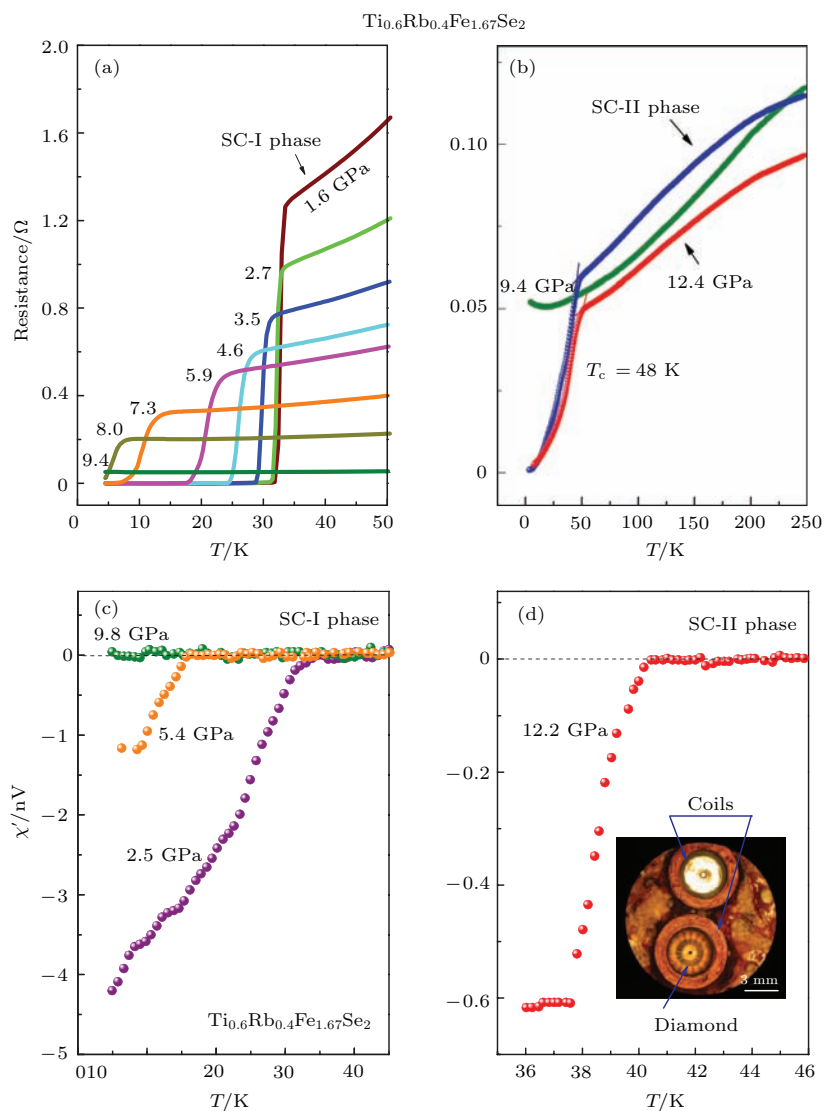 Ti0.6Rb0.4Fe1.67Se2
(a)
SC-I phase
1.6 GPa
2.7
3.5
4.6
5.9
7.3
8.0
9.4
Resistance/Ω
2.0
1.6
1.2
0.8
0.4
0
0 10 20 30 40 50
T/K
(b)
SC-II phase
9.4 GPa
12.4 GPa
Tc = 48 K
0.10
0.05
0
0 50 100 150 200 250
T/K
(c)
SC-I phase
9.8 GPa
5.4 GPa
2.5 GPa
Ti0.6Rb0.4Fe1.67Se2
χ′/nV
0
−1
−2
−3
−4
−5
010 20 30 40
T/K
(d)
SC-II phase
12.2 GPa
Coils
3 mm
Diamond
0
−0.2
−0.4
−0.6
36 38 40 42 44 46
T/K